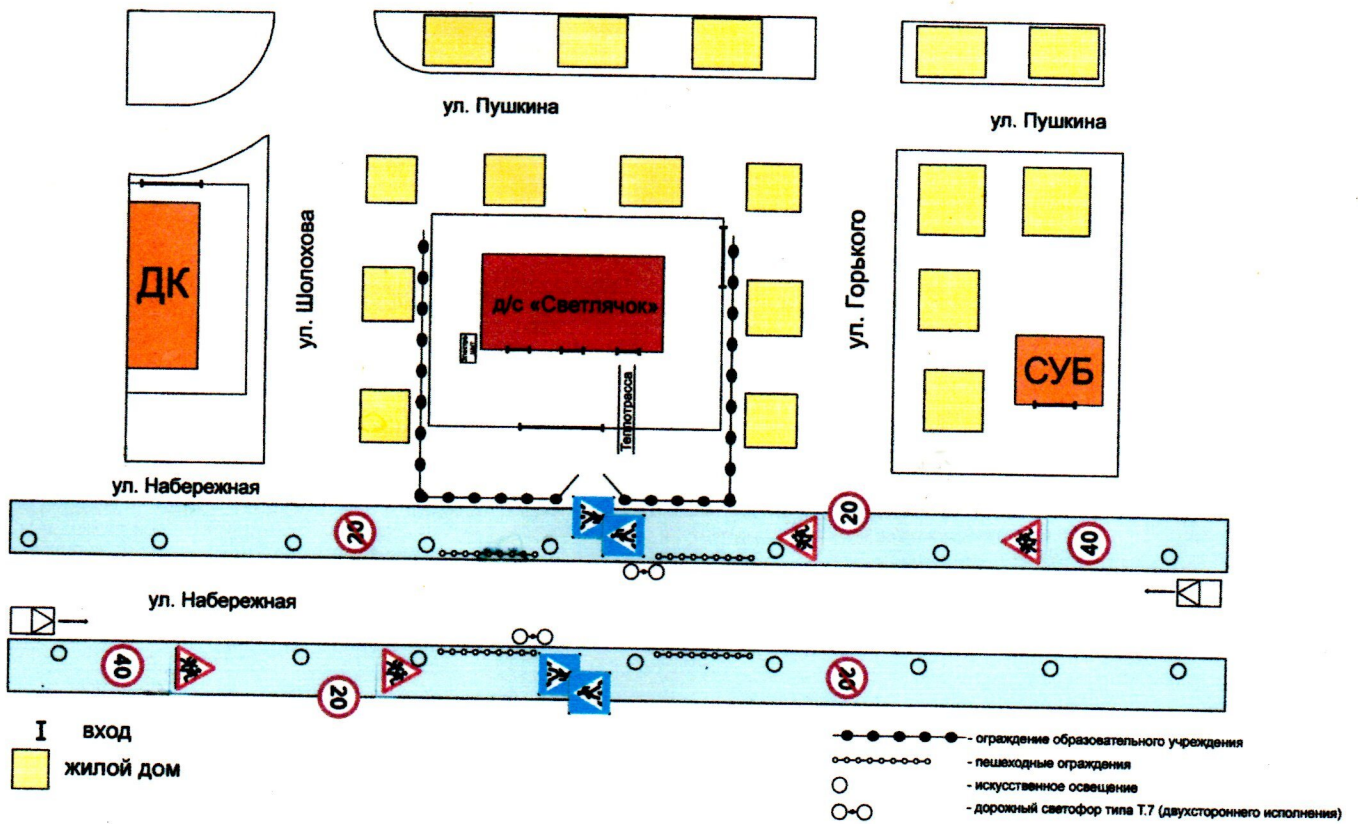 ул. Пушкина
ул. Пушкина
ДК
ул. Шолохова
д/с «Светлячок»
ул. Горького
СУБ
Теплотрасса
ул. Набережная
20
20
40
ул. Набережная
40
20
20
I вход
жилой дом
- ограждение образовательного учреждения
- пешеходные ограждения
- искусственное освещение
- дорожный светофор типа Т.7 (двухстороннего исполнения)